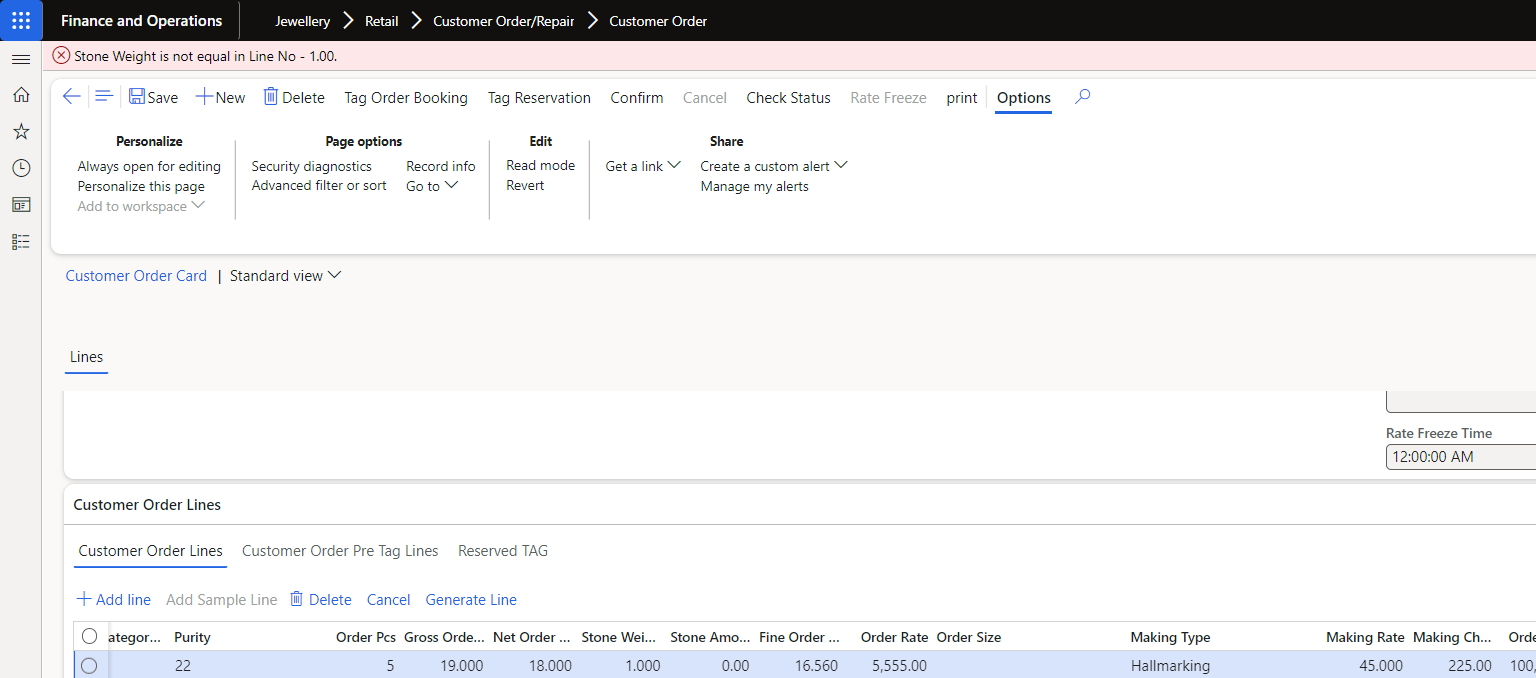 Finance and Operations Jewellery Retail Customer Order/Repair Customer Order
Stone Weight is not equal in Line No - 1.00.
Save New Delete Tag Order Booking Tag Reservation Confirm Cancel Check Status Rate Freeze print Options
Personalize
Always open for editing
Personalize this page
Add to workspace
Page options
Security diagnostics Record info
Advanced filter or sort Go to
Edit
Read mode
Revert
Share
Get a link Create a custom alert
Manage my alerts
Customer Order Card | Standard view
Lines
Rate Freeze Time
12:00:00 AM
Customer Order Lines
Customer Order Lines Customer Order Pre Tag Lines Reserved TAG
Add line Add Sample Line Delete Cancel Generate Line
ategor... Purity Order Pcs Gross Orde... Net Order ... Stone Wei... Stone Amo... Fine Order ... Order Rate Order Size Making Type Making Rate Making Ch... Orde
22 5 19.000 18.000 1.000 0.00 16.560 5,555.00 Hallmarking 45.000 225.00 100,